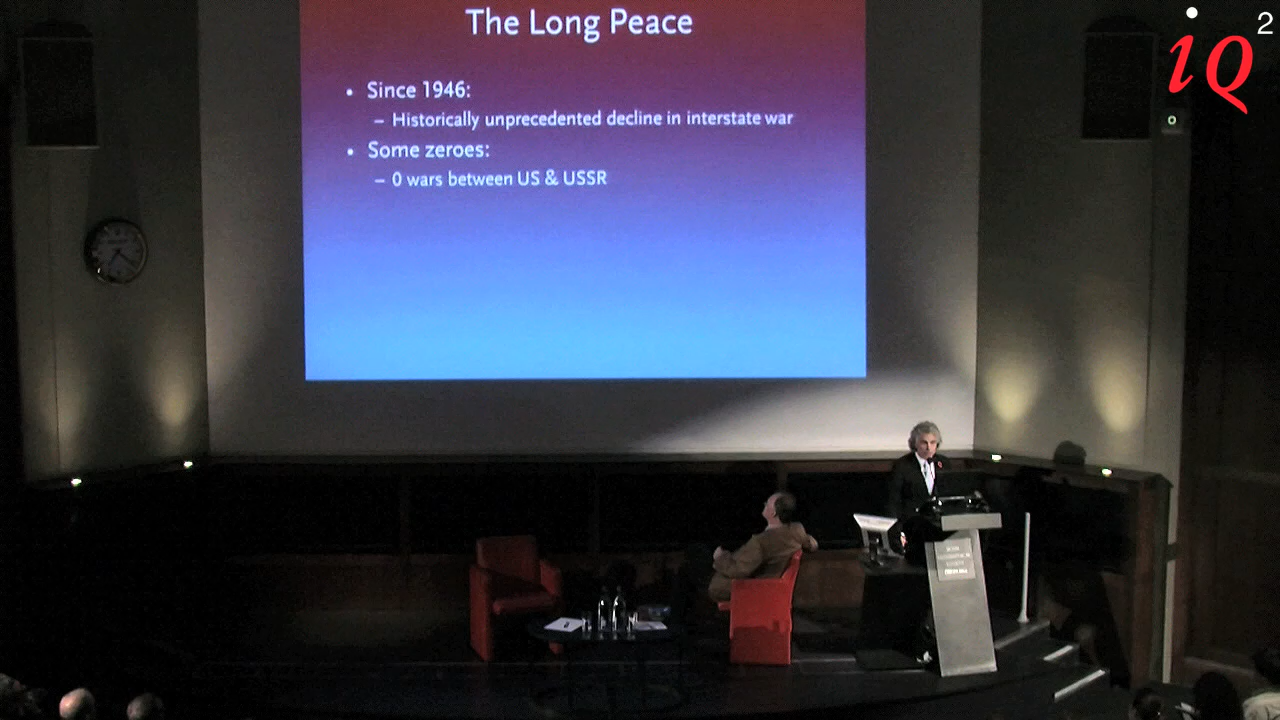 The Long Peace
• Since 1946:
– Historically unprecedented decline in interstate war
• Some zeroes:
– 0 wars between US & USSR
iQ2